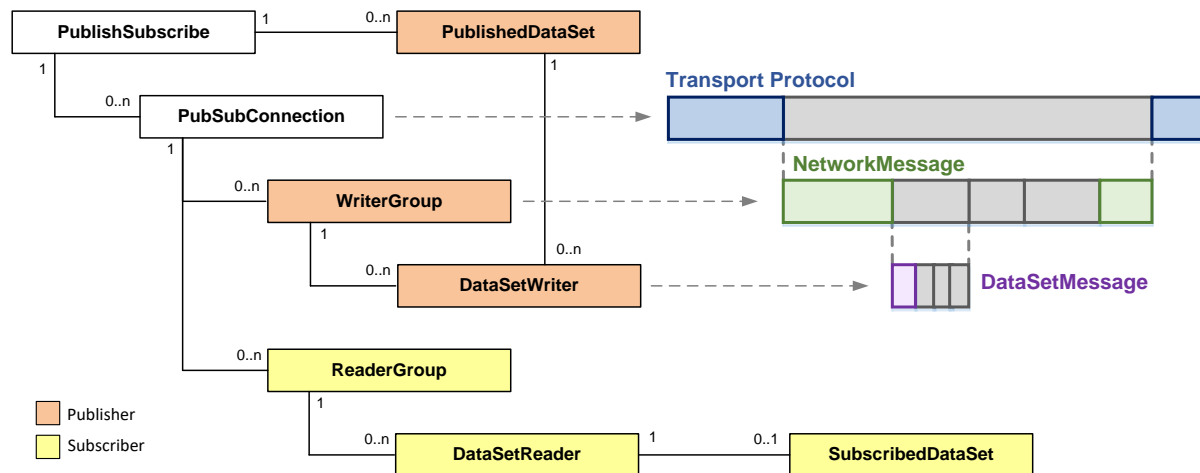 PublishSubscribe
1
0..n
PublishedDataSet
1
1
0..n
PubSubConnection
Transport Protocol
1
NetworkMessage
0..n
WriterGroup
1
0..n
0..n
DataSetWriter
DataSetMessage
0..n
ReaderGroup
1
Publisher
Subscriber
0..n
DataSetReader
1
0..1
SubscribedDataSet